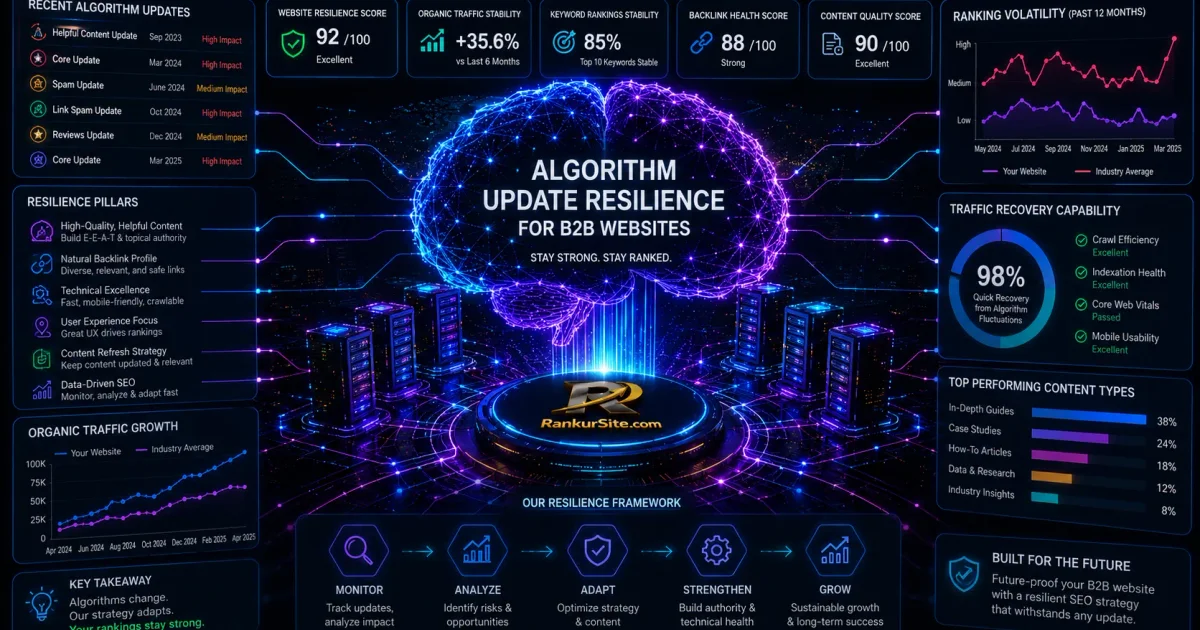 RECENT ALGORITHM UPDATES
Helpful Content Update Sep 2023 High Impact
Core Update Mar 2024 High Impact
Spam Update June 2024 Medium Impact
Link Spam Update Oct 2024 High Impact
Reviews Update Dec 2024 Medium Impact
Core Update Mar 2025 High Impact
WEBSITE RESILIENCE SCORE
92 /100
Excellent
ORGANIC TRAFFIC STABILITY
+35.6%
vs Last 6 Months
KEYWORD RANKINGS STABILITY
85%
Top 10 Keywords Stable
BACKLINK HEALTH SCORE
88 /100
Strong
CONTENT QUALITY SCORE
90 /100
Excellent
RANKING VOLATILITY (PAST 12 MONTHS)
High
Medium
Low
May 2024 Jul 2024 Sep 2024 Nov 2024 Jan 2025 Mar 2025
Your Website Industry Average
ALGORITHM
UPDATE RESILIENCE
FOR B2B WEBSITES
STAY STRONG. STAY RANKED.
RESILIENCE PILLARS
High-Quality, Helpful Content
Build E-E-A-T & topical authority
Natural Backlink Profile
Diverse, relevant, and safe links
Technical Excellence
Fast, mobile-friendly, crawlable
User Experience Focus
Great UX drives rankings
Content Refresh Strategy
Keep content updated & relevant
Data-Driven SEO
Monitor, analyze & adapt fast
TRAFFIC RECOVERY CAPABILITY
98%
Quick Recovery
from Algorithm
Fluctuations
Crawl Efficiency
Excellent
Indexation Health
Excellent
Core Web Vitals
Passed
Mobile Usability
Excellent
R
RankurSite.com
ORGANIC TRAFFIC GROWTH
Your Website Industry Average
100K
75K
50K
25K
0
Apr 2024 Jun 2024 Aug 2024 Oct 2024 Dec 2024 Feb 2025 Apr 2025
TOP PERFORMING CONTENT TYPES
In-Depth Guides 38%
Case Studies 24%
How-To Articles 18%
Data & Research 12%
Industry Insights 8%
OUR RESILIENCE FRAMEWORK
MONITOR
Track updates,
analyze impact
ANALYZE
Identify risks &
opportunities
ADAPT
Optimize strategy
& content
STRENGTHEN
Build authority &
technical health
GROW
Sustainable growth
& long-term success
KEY TAKEAWAY
Algorithms change.
Our strategy adapts.
Your rankings stay strong.
BUILT FOR THE FUTURE
Future-proof your B2B website
with a resilient SEO strategy
that withstands any update.